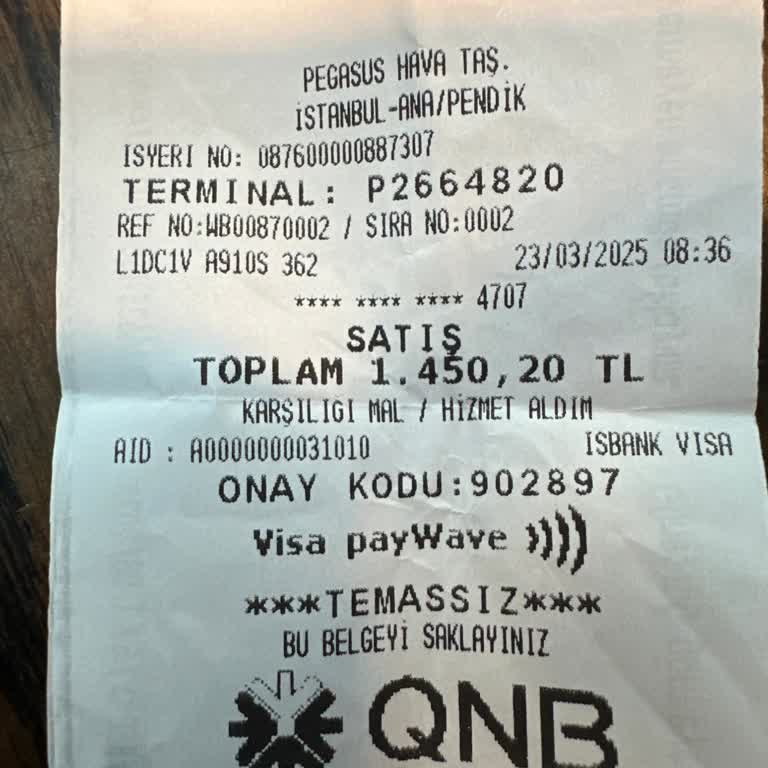 PEGASUS HAVA TAŞ.
İSTANBUL-ANA/PENDİK
ISYERI NO: 087600000887307
TERMINAL: P2664820
REF NO:WB00870002 / SIRA NO:0002
L1DC1V A910S 362 23/03/2025 08:36
**** **** **** 4707
SATIŞ
TOPLAM 1.450,20 TL
KARŞILIGI MAL / HİZMET ALDIM
AID : A0000000031010 ISBANK VISA
ONAY KODU:902897
Visa payWave
***TEMASSIZ***
BU BELGEYİ SAKLAYINIZ
QNB